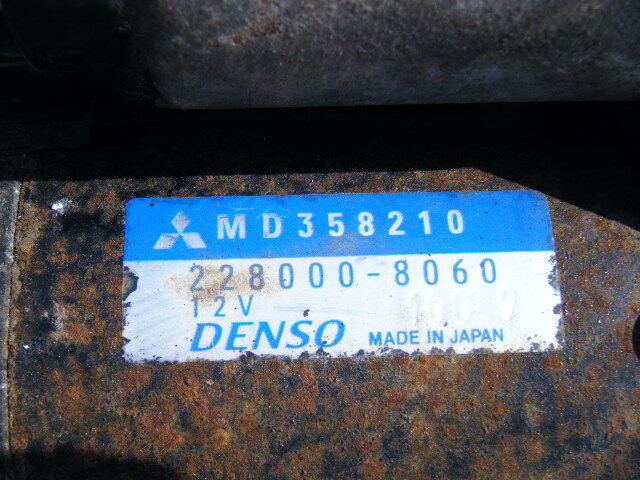 MD358210
228000-8060
12V
DENSO MADE IN JAPAN